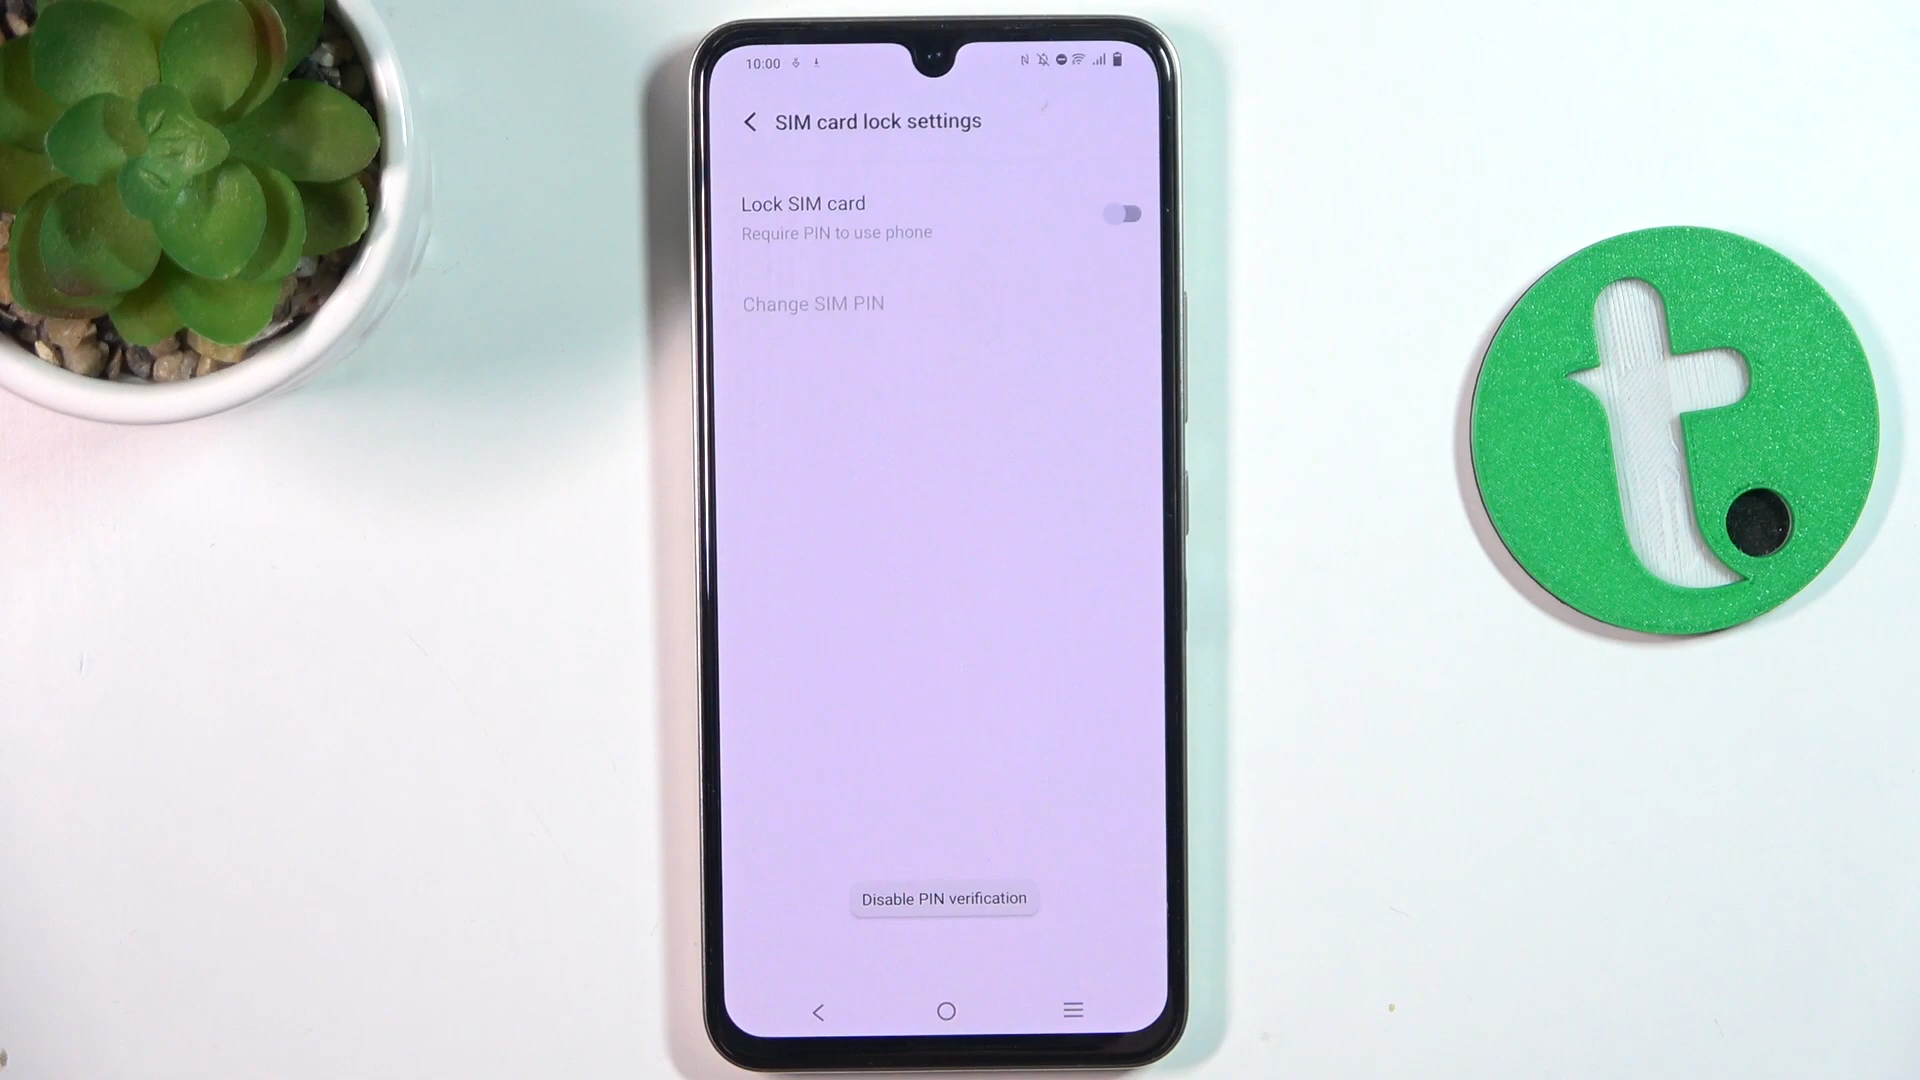 10:00
SIM card lock settings
Lock SIM card
Require PIN to use phone
Change SIM PIN
Disable PIN verification
t.